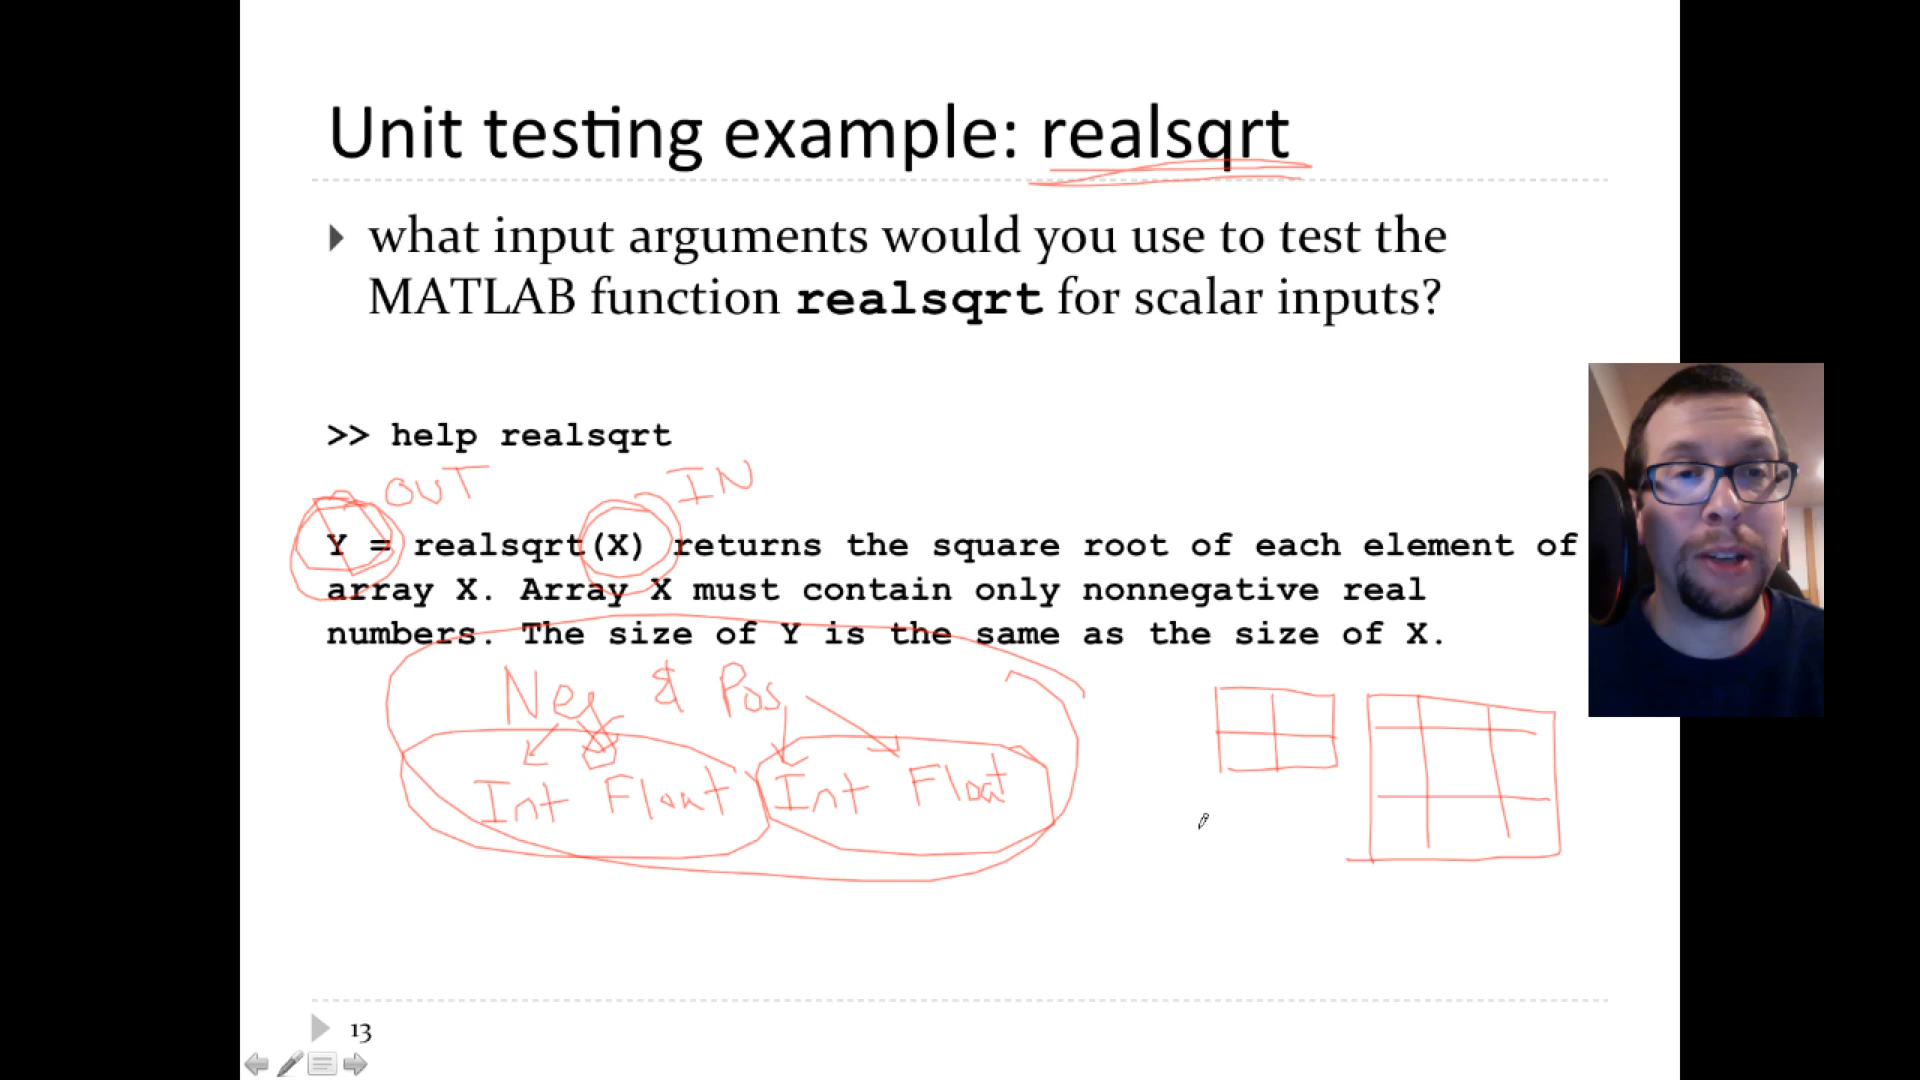 Unit testing example: realsqrt
what input arguments would you use to test the
MATLAB function realsqrt for scalar inputs?
>> help realsqrt
OUT IN
Y = realsqrt(X) returns the square root of each element of
array X. Array X must contain only nonnegative real
numbers. The size of Y is the same as the size of X.
Neg & Pos
Int Float Int Float
13